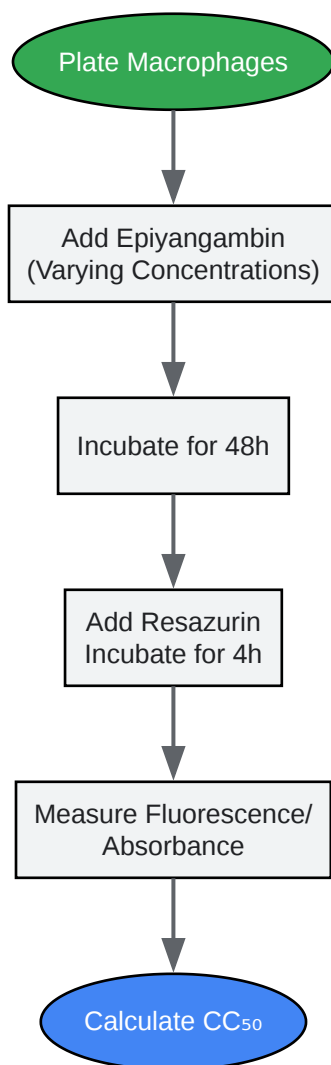 Plate Macrophages
Add Epiyangambin
(Varying Concentrations)
Incubate for 48h
Add Resazurin
Incubate for 4h
Measure Fluorescence/
Absorbance
Calculate CC₅₀